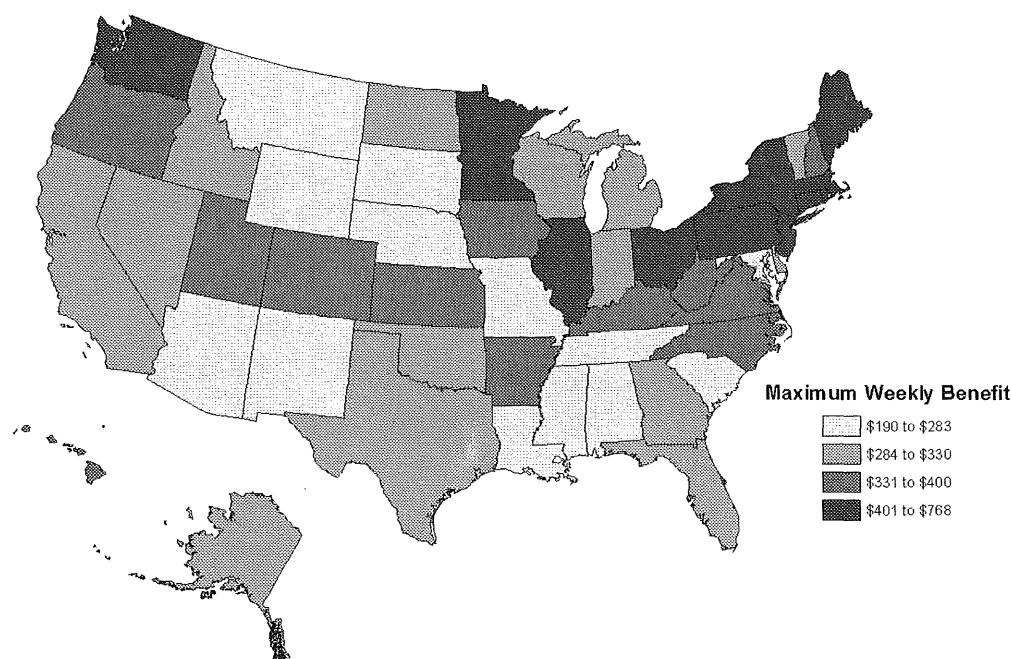 Maximum Weekly Benefit
$190 to $283
$284 to $330
$331 to $400
$401 to $768